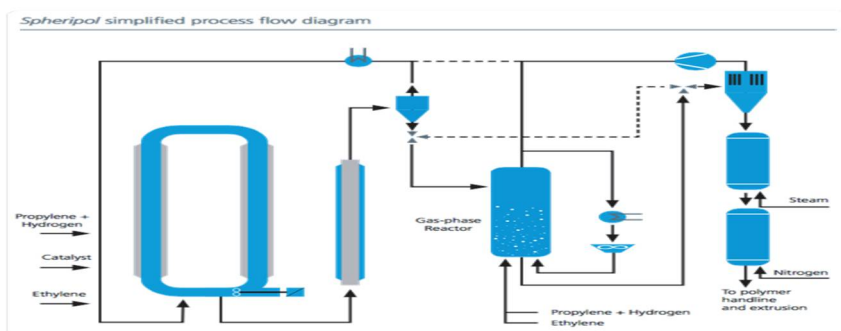 Spheripol simplified process flow diagram
Propylene +
Hydrogen
Catalyst
Ethylene
Gas-phase
Reactor
Propylene + Hydrogen
Ethylene
Steam
Nitrogen
To polymer
handline
and extrusion